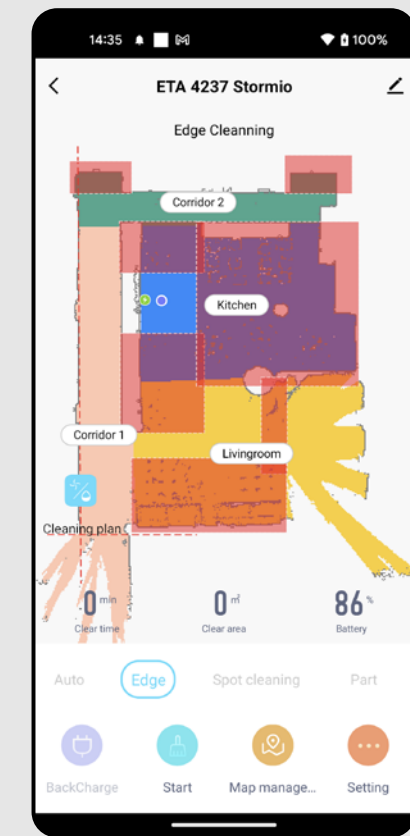 14:35
100%
ETA 4237 Stormio
Edge Cleanning
Corridor 2
Kitchen
Corridor 1
Livingroom
Cleaning plan
0 min
0 ㎡
86 %
Clear time
Clear area
Battery
Auto
Edge
Spot cleaning
Part
BackCharge
Start
Map manage...
Setting